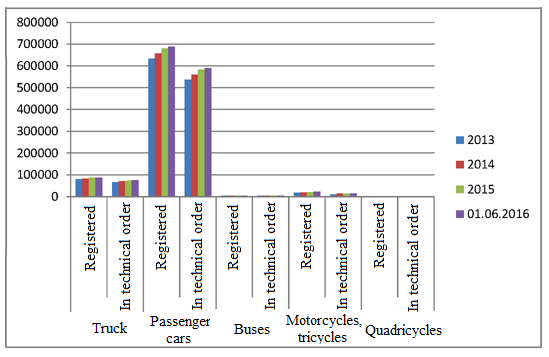 800000
700000
600000
500000
400000
300000
200000
100000
0
Registered
In technical order
Registered
In technical order
Registered
In technical order
Registered
In technical order
Registered
In technical order
Truck
Passenger
cars
Buses
Motorcycles,
tricycles
Quadricycles
2013
2014
2015
01.06.2016